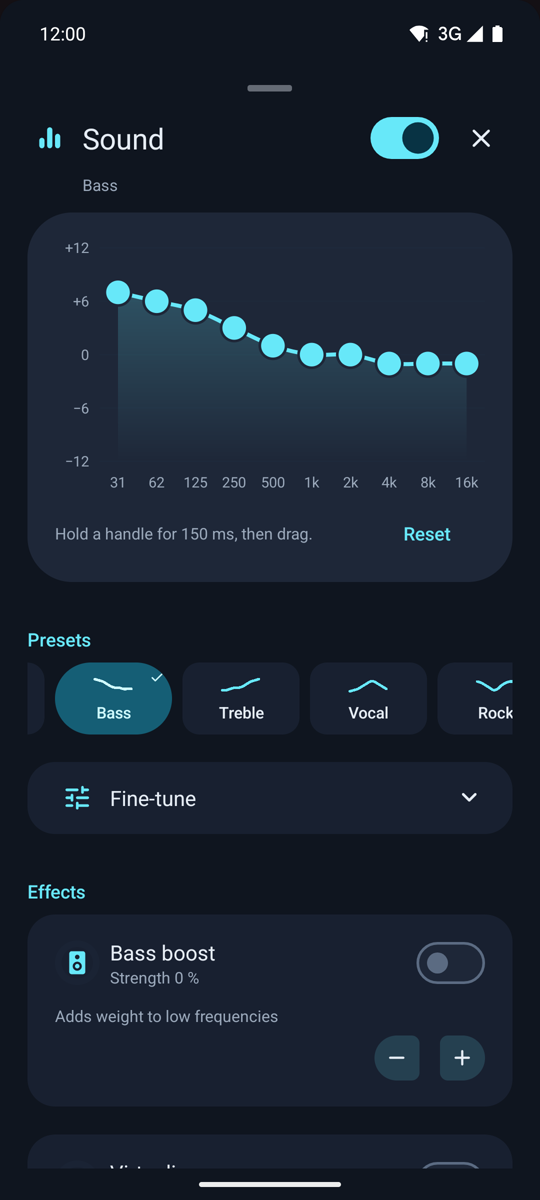 12:00
3G
Sound
Bass
+12
+6
0
−6
−12
31 62 125 250 500 1k 2k 4k 8k 16k
Hold a handle for 150 ms, then drag.
Reset
Presets
Bass Treble Vocal Rock
Fine-tune
Effects
Bass boost
Strength 0 %
Adds weight to low frequencies